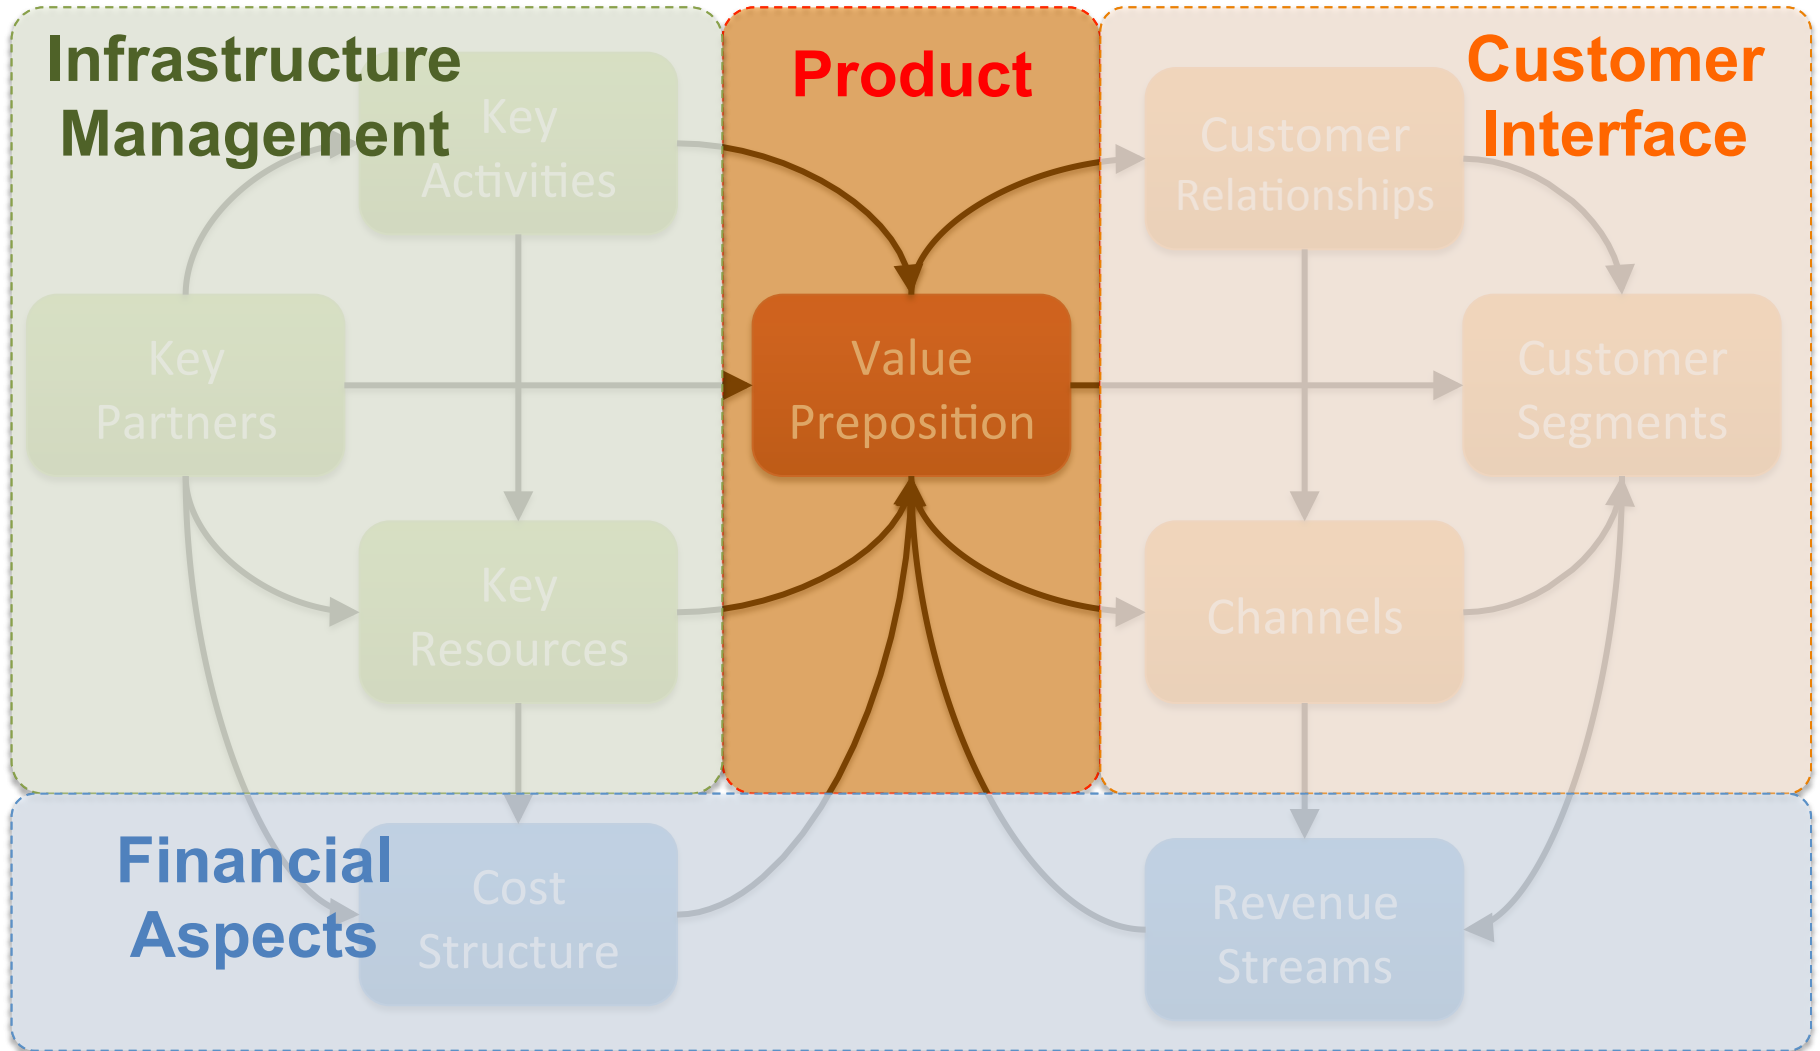 Infrastructure
Management
Product
Customer
Interface
Key
Activities
Customer
Relationships
Key
Partners
Value
Preposition
Customer
Segments
Key
Resources
Channels
Financial
Aspects
Cost
Structure
Revenue
Streams